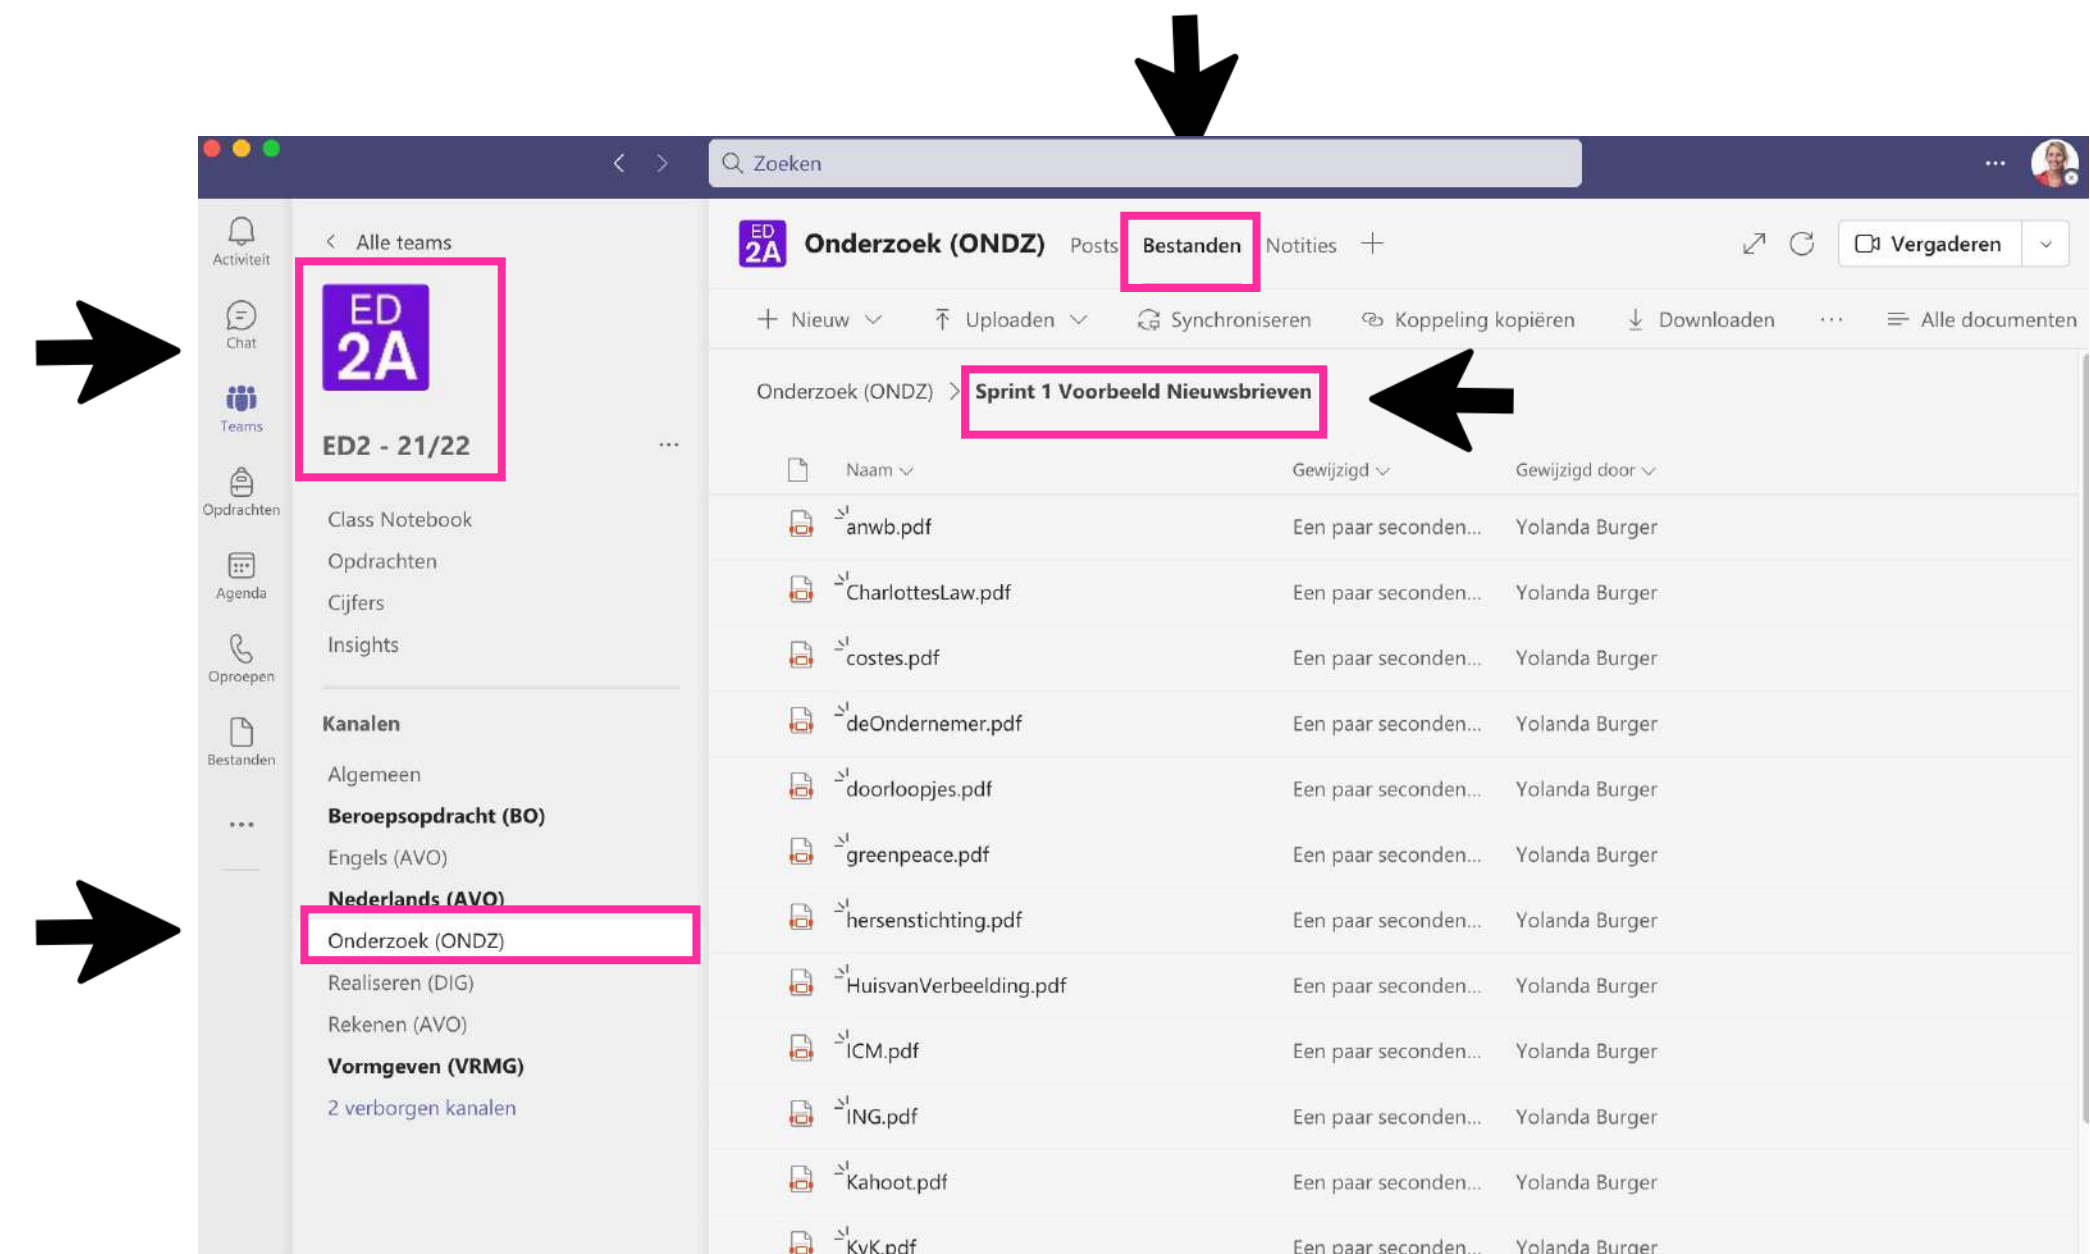 Zoeken
Activiteit
Chat
Teams
Opdrachten
Agenda
Oproepen
Bestanden
Alle teams
ED
2A
ED2 - 21/22
Class Notebook
Opdrachten
Cijfers
Insights
Kanalen
Algemeen
Beroepsopdracht (BO)
Engels (AVO)
Nederlands (AVO)
Onderzoek (ONDZ)
Realiseren (DIG)
Rekenen (AVO)
Vormgeven (VRMG)
2 verborgen kanalen
ED
2A
Onderzoek (ONDZ) Posts Bestanden Notities
Vergaderen
Nieuw Uploaden Synchroniseren Koppeling kopiëren Downloaden ... Alle documenten
Onderzoek (ONDZ) > Sprint 1 Voorbeeld Nieuwsbrieven
Naam Gewijzigd Gewijzigd door
anwb.pdf Een paar seconden... Yolanda Burger
CharlottesLaw.pdf Een paar seconden... Yolanda Burger
costes.pdf Een paar seconden... Yolanda Burger
deOndernemer.pdf Een paar seconden... Yolanda Burger
doorloopjes.pdf Een paar seconden... Yolanda Burger
greenpeace.pdf Een paar seconden... Yolanda Burger
hersenstichting.pdf Een paar seconden... Yolanda Burger
HuisvanVerbeelding.pdf Een paar seconden... Yolanda Burger
ICM.pdf Een paar seconden... Yolanda Burger
ING.pdf Een paar seconden... Yolanda Burger
Kahoot.pdf Een paar seconden... Yolanda Burger
KvK.pdf Een paar seconden... Yolanda Burger